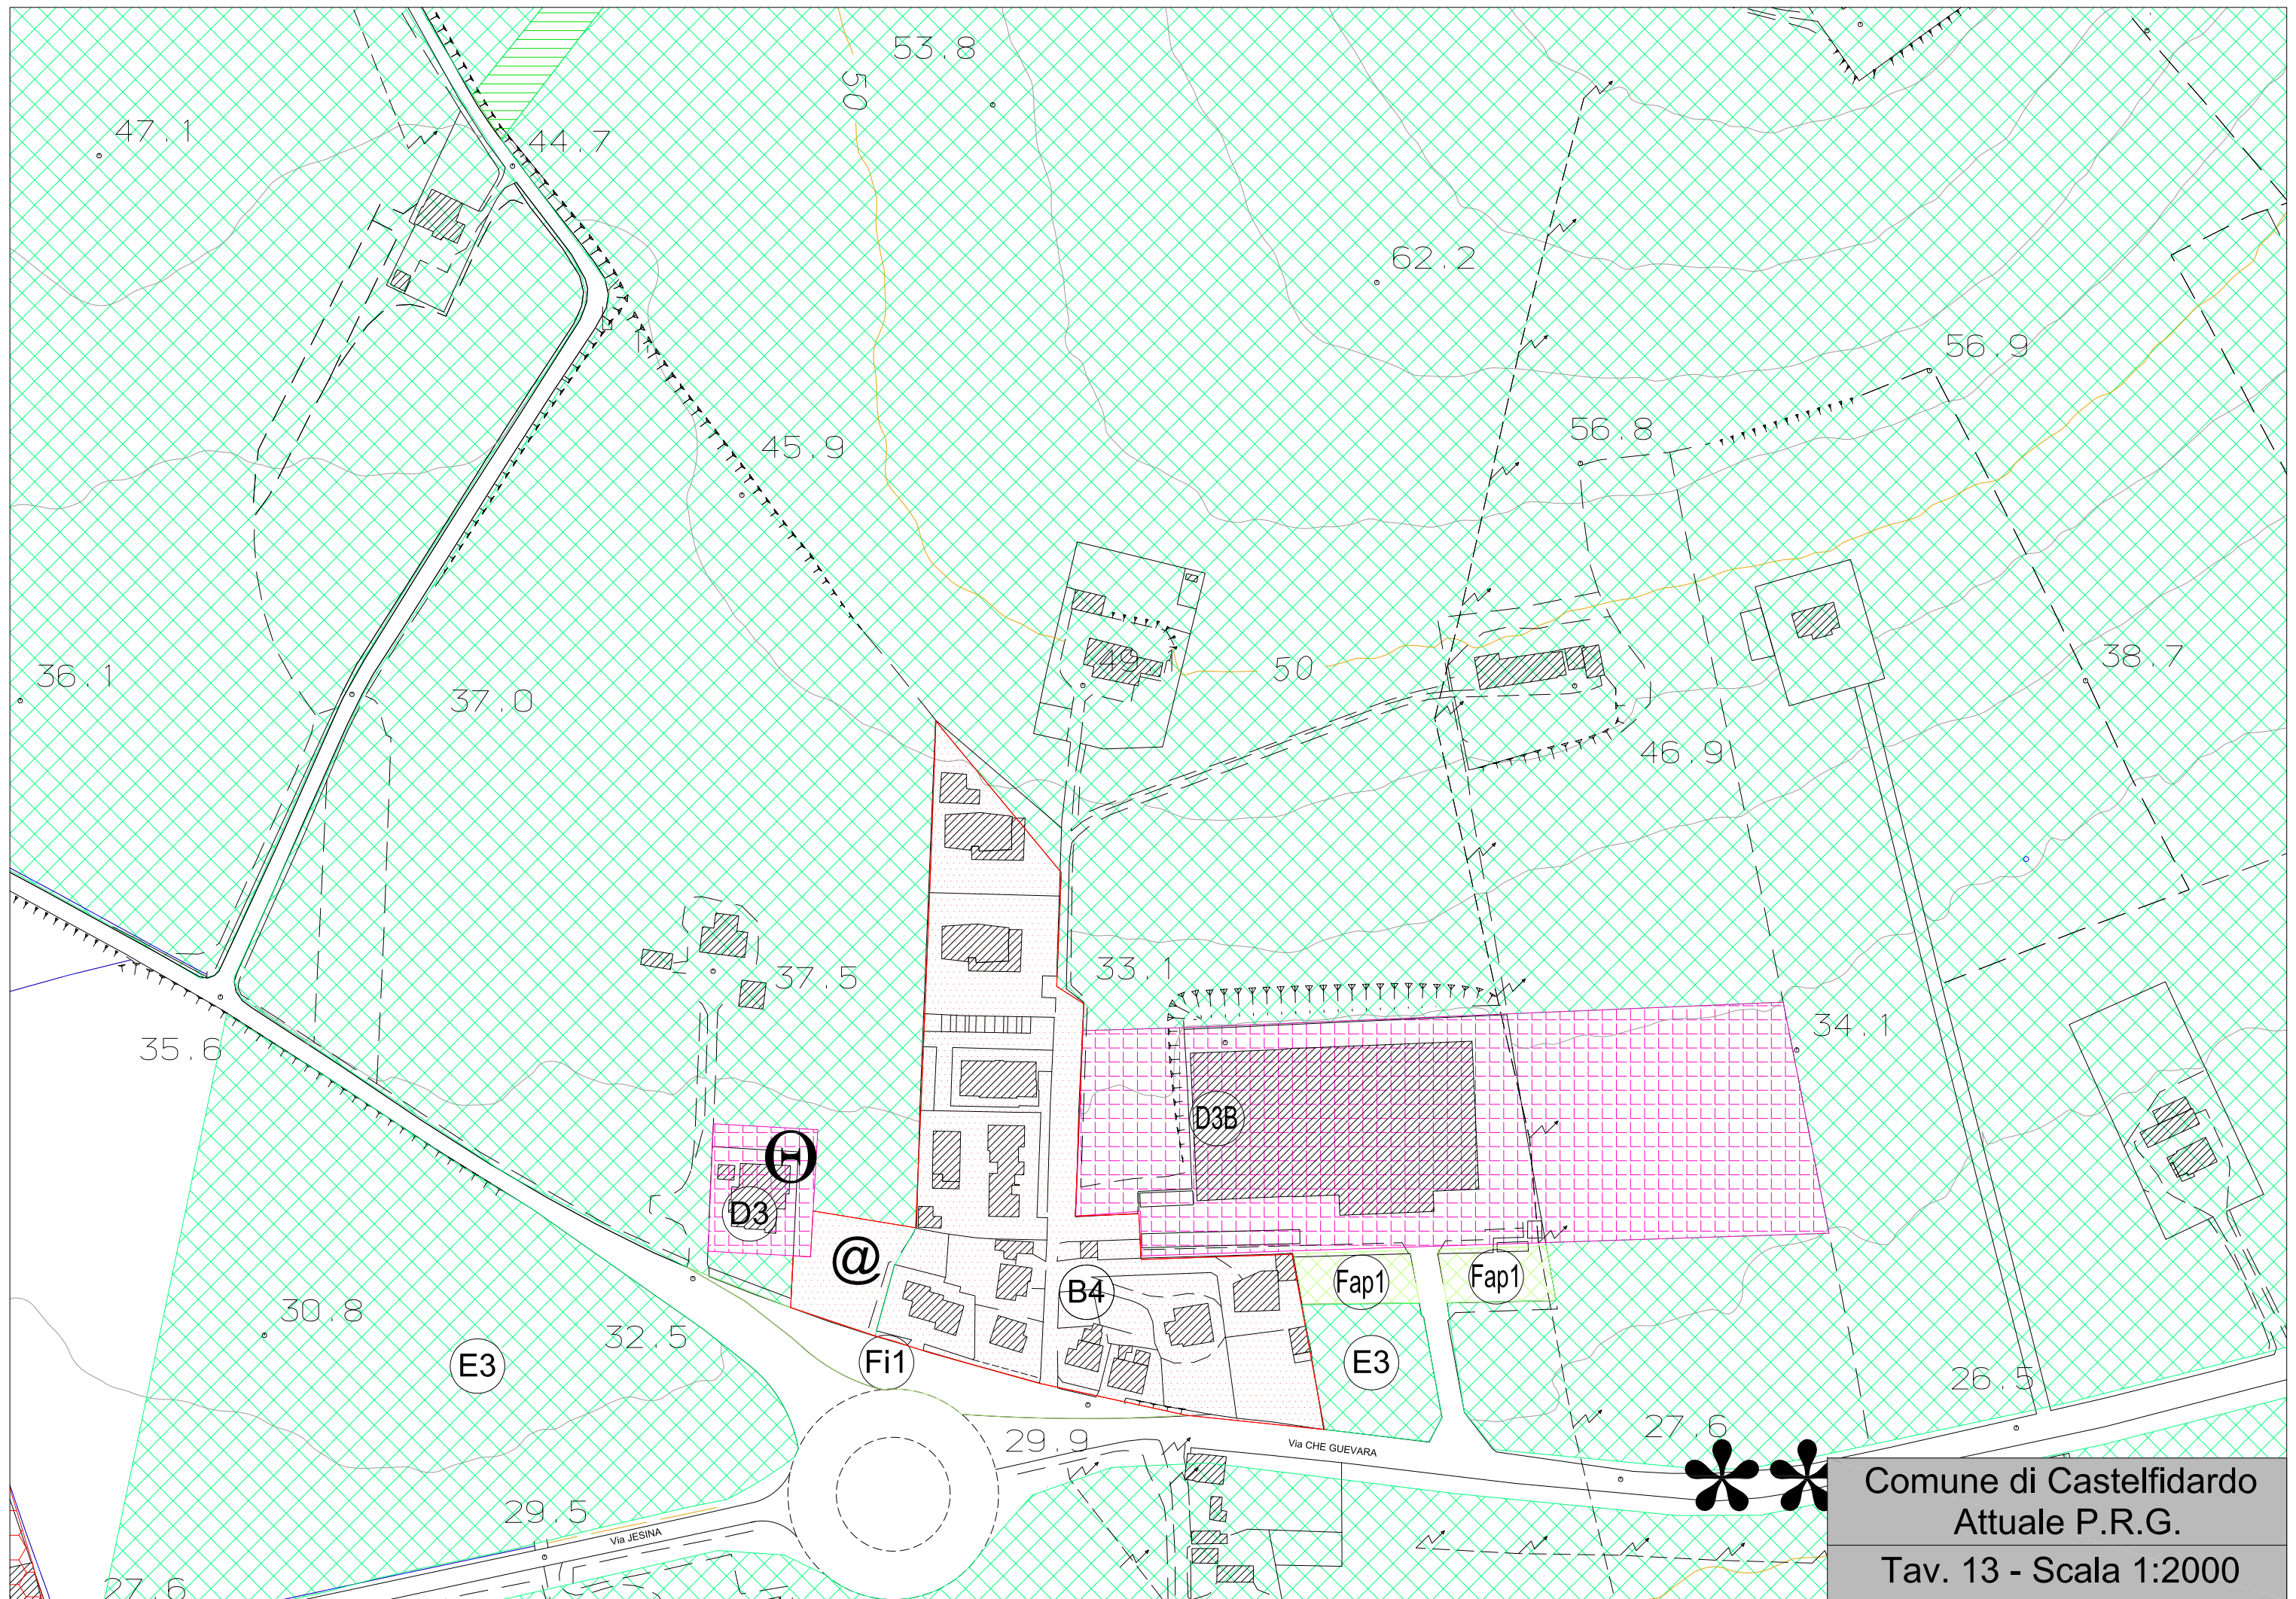 53.8
50
47.1
44.7
62.2
56.9
56.8
45.9
49.1
50
38.7
36.1
37.0
46.9
33.1
37.5
34.1
35.6
D3B
Θ
D3
@
B4
Fap1
Fap1
30.8
32.5
E3
Fi1
E3
26.5
27.6
29.9
Via CHE GUEVARA
**
29.5
Via JESINA
27.6
Comune di Castelfidardo
Attuale P.R.G.
Tav. 13 - Scala 1:2000